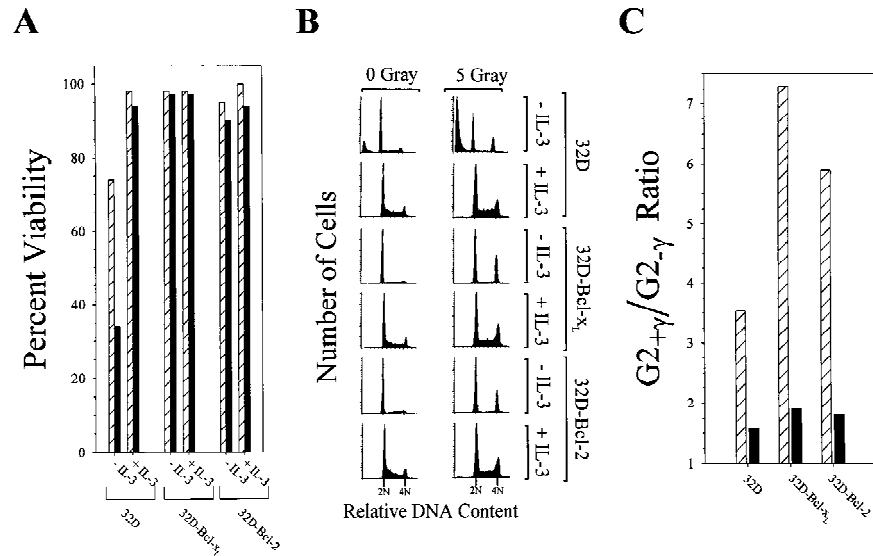 A
Percent Viability
100
80
60
40
20
0
- IL-3
+ IL-3
- IL-3
+ IL-3
- IL-3
+ IL-3
32D
32D-Bcl-xL
32D-Bcl-2
B
0 Gray
5 Gray
Number of Cells
- IL-3
+ IL-3
- IL-3
+ IL-3
- IL-3
+ IL-3
32D
32D-Bcl-xL
32D-Bcl-2
2N 4N
2N 4N
Relative DNA Content
C
G2+γ/G2-γ Ratio
7
6
5
4
3
2
1
32D
32D-Bcl-xL
32D-Bcl-2